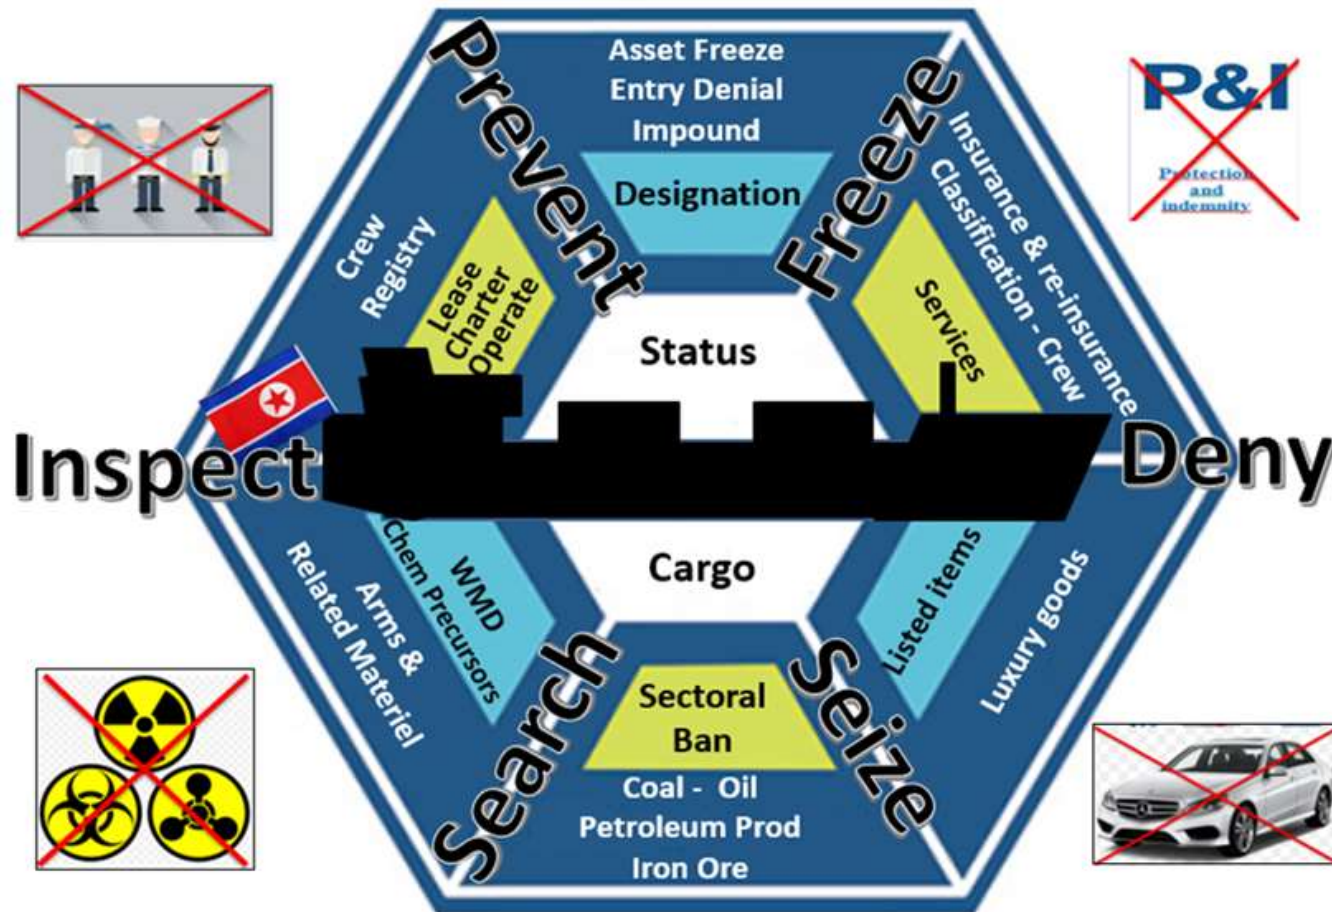 Prevent
Asset Freeze
Entry Denial
Impound
Designation
Freeze
Insurance & re-insurance
Classification - Crew
Services
P&I
Protection
and
indemnity
Crew
Registry
Lease
Charter
Operate
Status
Inspect
Deny
Cargo
WMD
Chem Precursors
Arms &
Related Materiel
Search
Sectoral
Ban
Coal - Oil
Petroleum Prod
Iron Ore
Seize
Listed items
Luxury goods